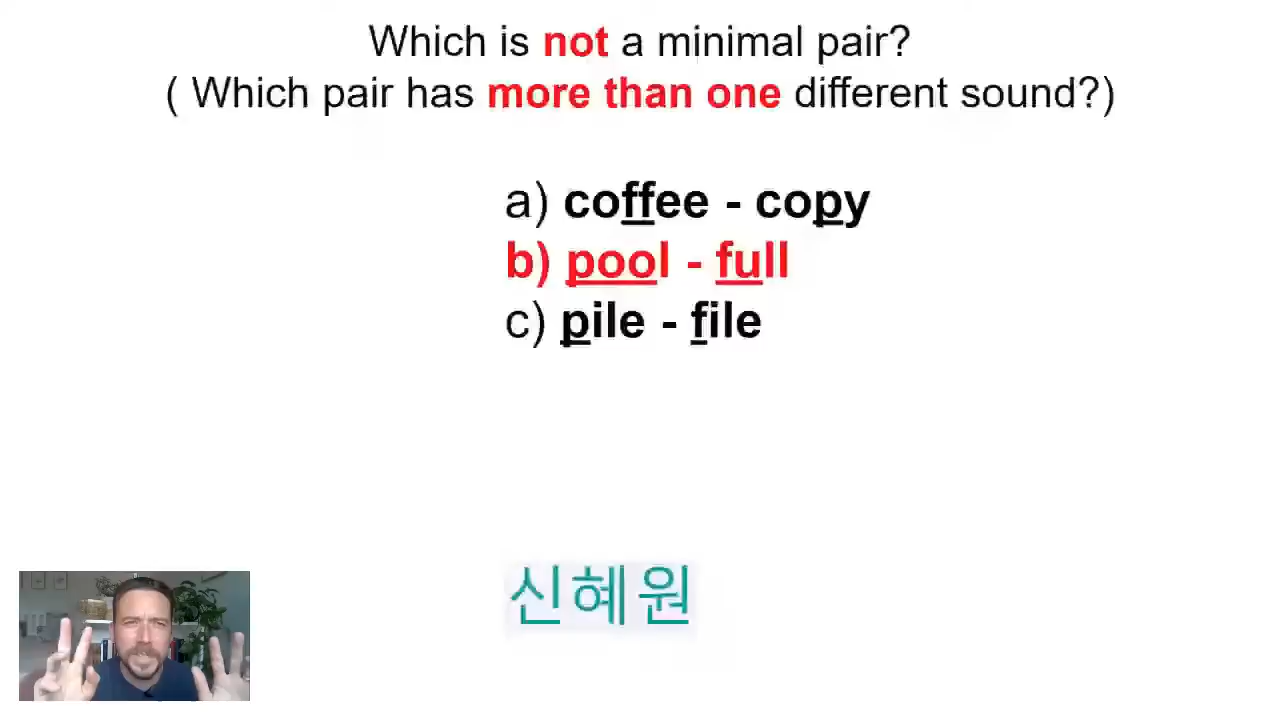 Which is not a minimal pair?
( Which pair has more than one different sound?)
a) coffee - copy
b) pool - full
c) pile - file
신혜원